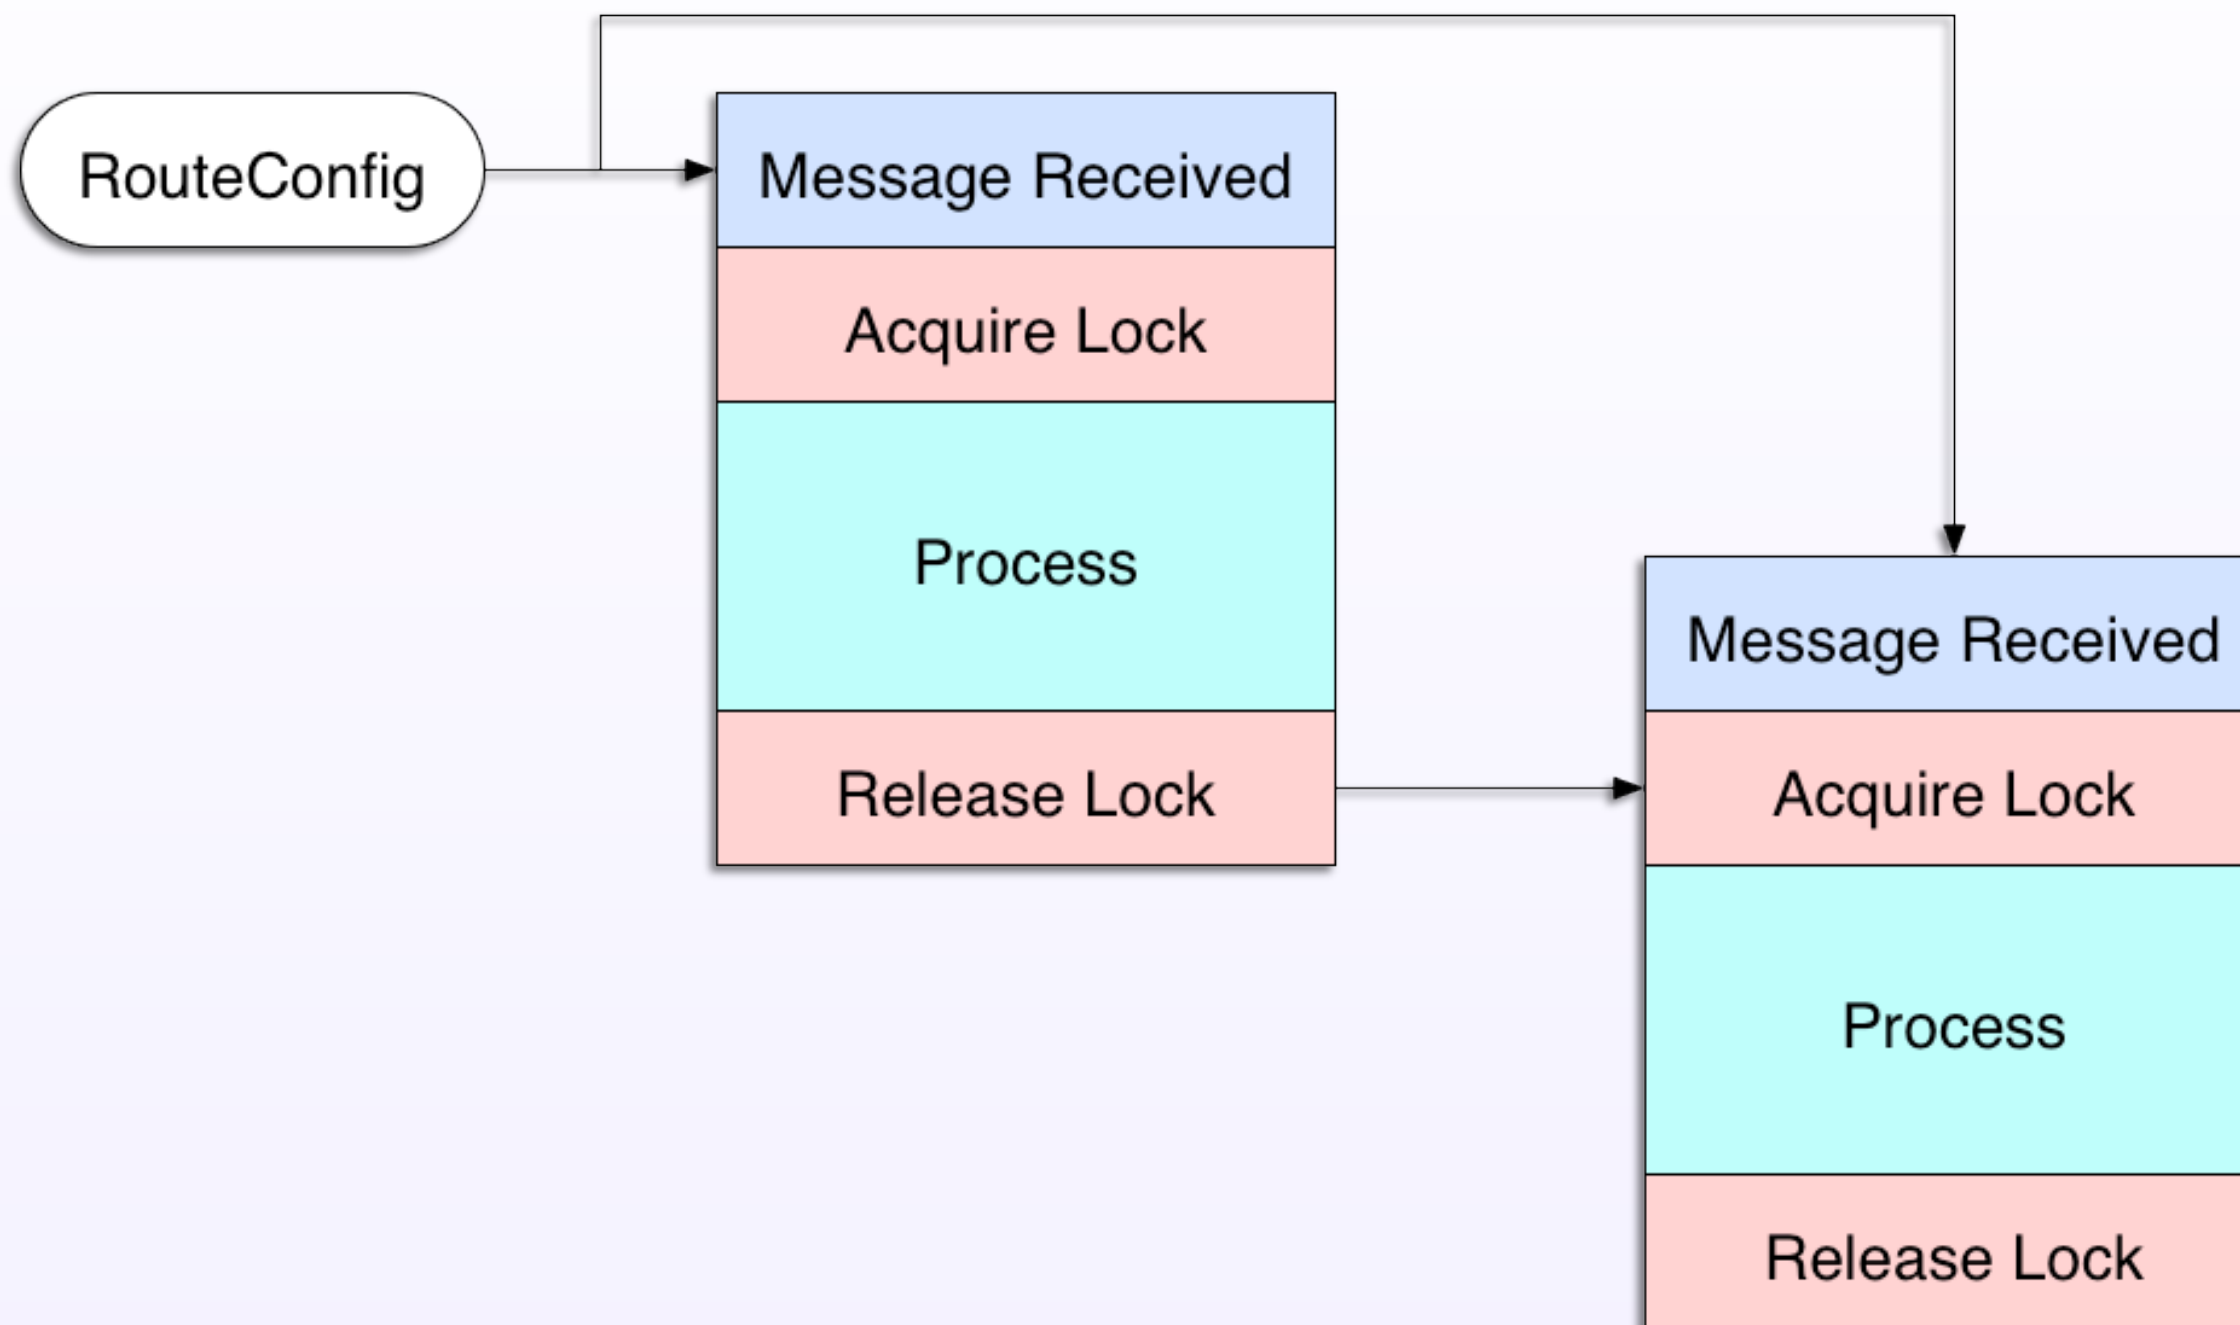 RouteConfig
Message Received
Acquire Lock
Process
Release Lock
Message Received
Acquire Lock
Process
Release Lock